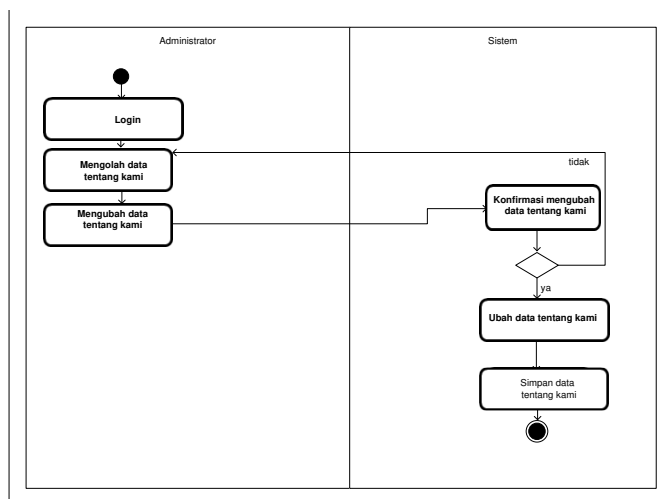 Administrator
Sistem
Login
Mengolah data
tentang kami
Mengubah data
tentang kami
tidak
Konfirmasi mengubah
data tentang kami
ya
Ubah data tentang kami
Simpan data
tentang kami